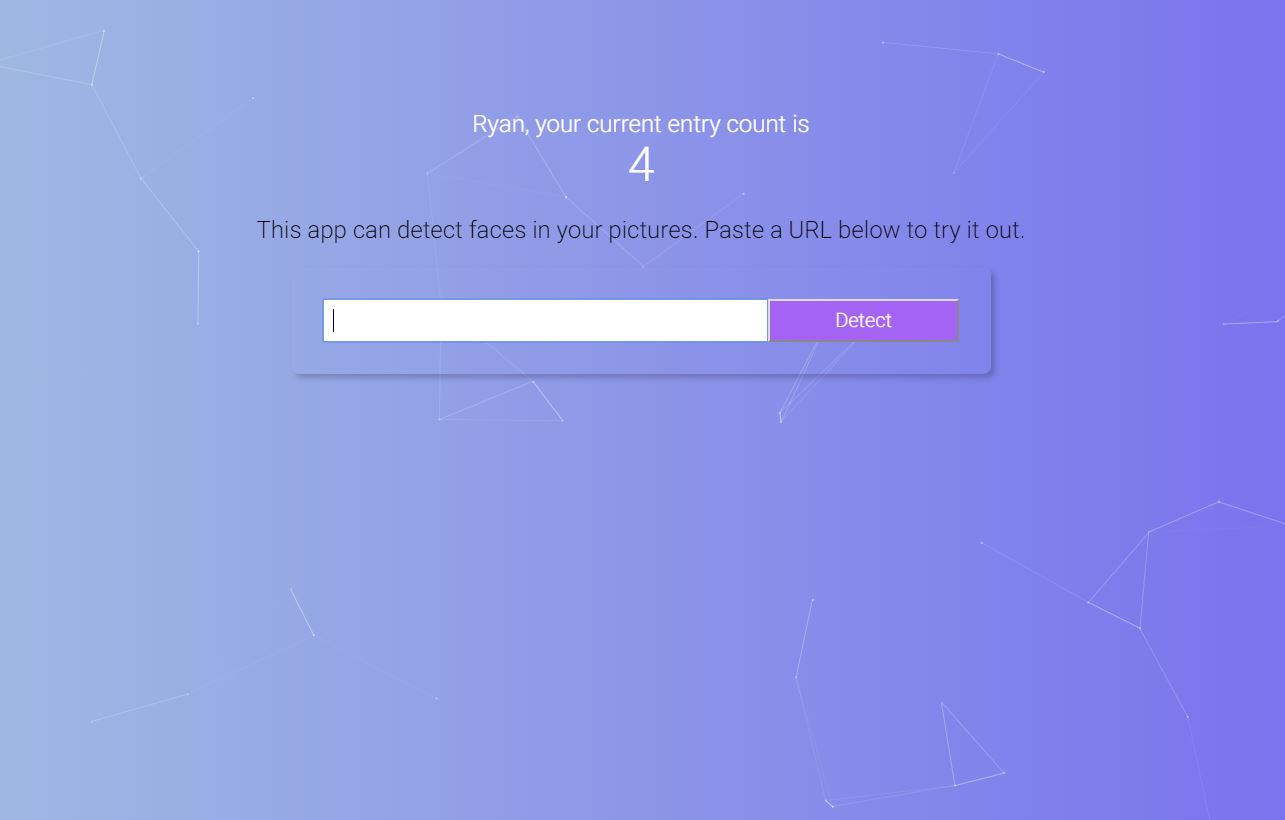 Ryan, your current entry count is
4
This app can detect faces in your pictures. Paste a URL below to try it out.
Detect